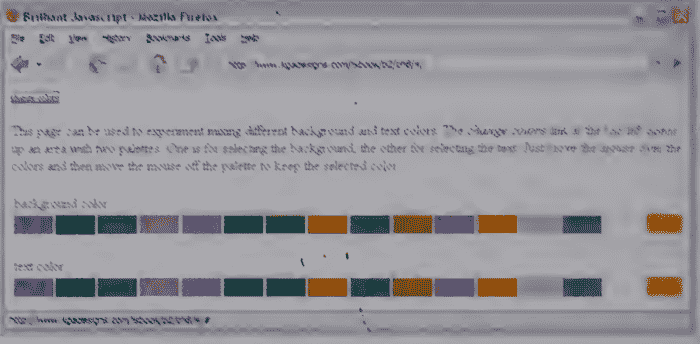 Brilliant Javascript - Mozilla Firefox
File Edit View History Bookmarks Tools Help
change colors
This page can be used to experiment mixing different background and text colors. The change colors link at the top left opens
up an area with two palettes. One is for selecting the background, the other for selecting the text. Just move the mouse over the
colors and then move the mouse off the palette to keep the selected color
background color
text color